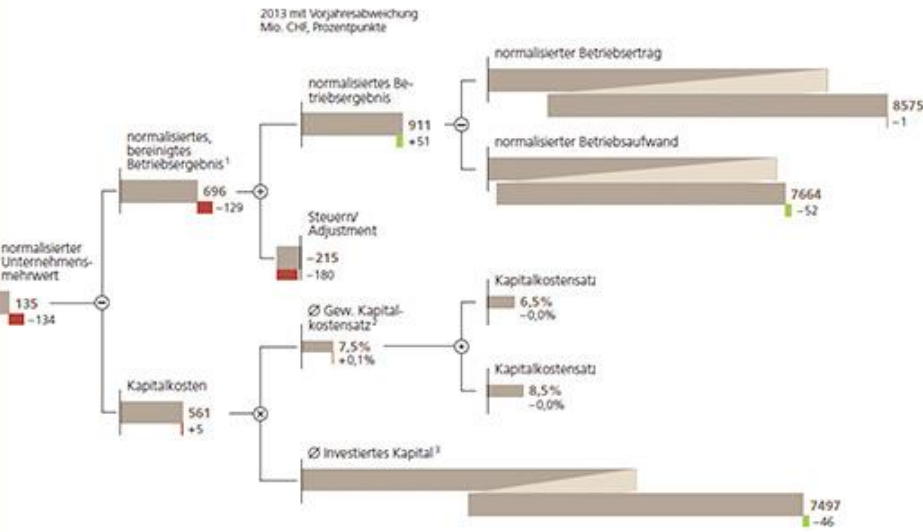 2013 mit Vorjahresabweichung
Mio. CHF, Prozentpunkte
normalisierter Betriebsertrag
8575
–1
normalisiertes Be-
triebsergebnis
911
+51
normalisierter Betriebsaufwand
7664
–52
normalisiertes,
bereinigtes
Betriebsergebnis¹
696
–129
Steuern/
Adjustment
–215
–180
normalisierter
Unternehmens-
mehrwert
135
–134
Kapitalkostensatz
6,5%
–0,0%
Ø Gew. Kapital-
kostensatz²
7,5%
+0,1%
Kapitalkostensatz
8,5%
–0,0%
Kapitalkosten
561
+5
Ø Investiertes Kapital³
7497
–46